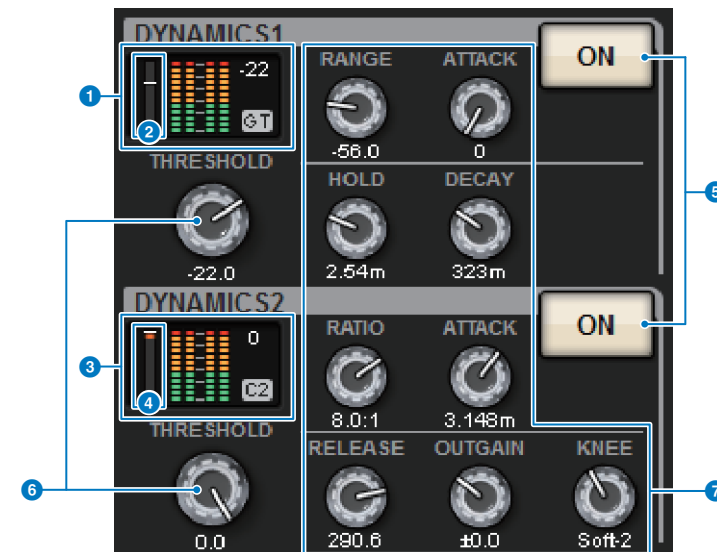 DYNAMICS1
ON
RANGE ATTACK
1
-22
2
GT
-56.0 0
THRESHOLD
HOLD DECAY
5
-22.0
2.54m 323m
DYNAMICS2
ON
RATIO ATTACK
0
3
4
C2
8.0:1 3.148m
THRESHOLD
RELEASE OUTGAIN KNEE
6
7
0.0
290.6 ±0.0 Soft-2